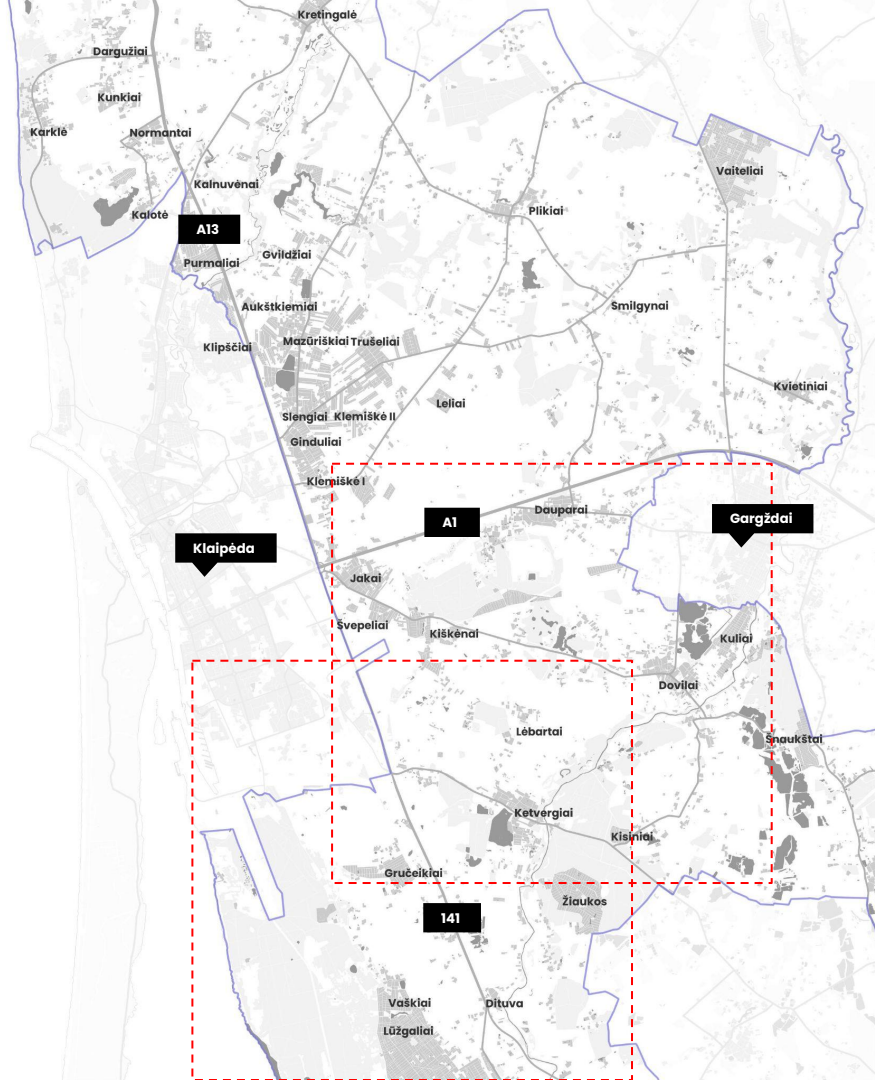 Kretingalė
Dargužiai
Kunkiai
Karklė
Normantai
Vaiteliai
Kalnuvėnai
Kalotė
Plikiai
A13
Gvildžiai
Purmaliai
Aukštkiemiai
Smilgynai
Klipščiai
Mazūriškiai
Trušeliai
Kvietiniai
Leliai
Slengiai
Klemiškė II
Ginduliai
Klemiškė I
Dauparai
A1
Gargždai
Klaipėda
Jakai
Švepeliai
Kiškėnai
Kuliai
Dovilai
Lėbartai
Šnaukštai
Ketvergiai
Kisiniai
Gručeikiai
Žiaukos
141
Vaškiai
Dituva
Lūžgaliai